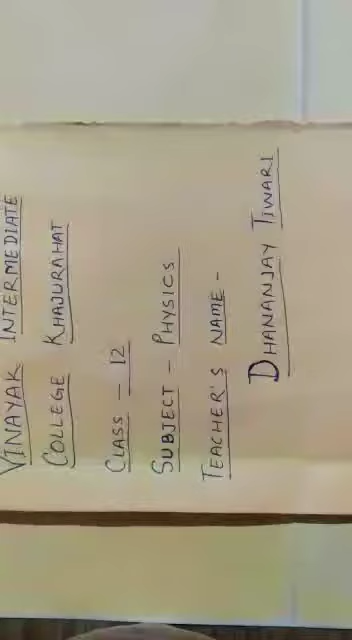 VINAYAK INTERMEDIATE
COLLEGE KHAJURAHAT
CLASS - 12
SUBJECT - PHYSICS
TEACHER'S NAME -
DHANANJAY TIWARI